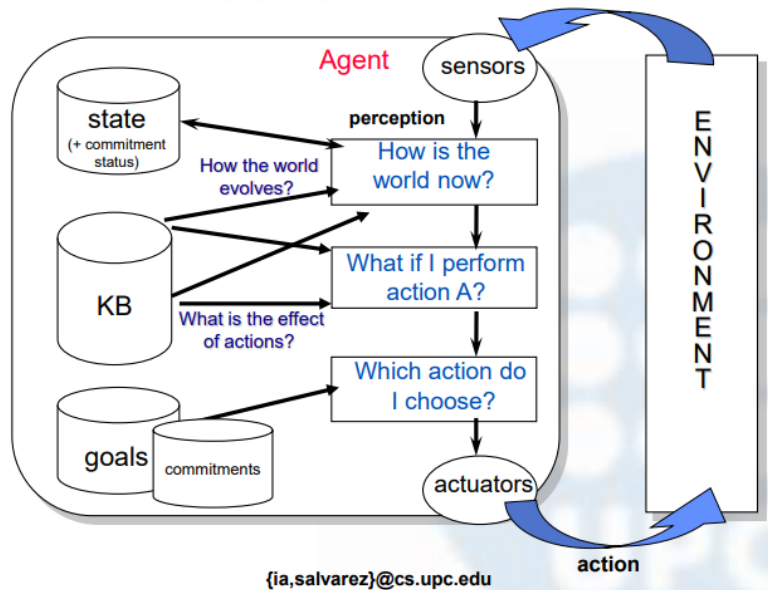 Agent
sensors
state
(+ commitment
status)
perception
How is the
world now?
How the world
evolves?
KB
What if I perform
action A?
What is the effect
of actions?
Which action do
I choose?
goals
commitments
actuators
ENVIRONMENT
action
{ia,salvarez}@cs.upc.edu
UPC